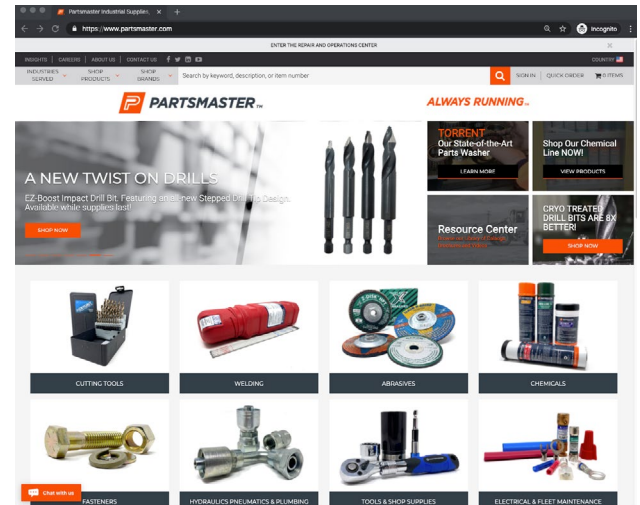 Partsmaster Industrial Supplies,
https://www.partsmaster.com
Incognito
ENTER THE REPAIR AND OPERATIONS CENTER
INSIGHTS | CAREERS | ABOUT US | CONTACT US
COUNTRY
INDUSTRIES SERVED
SHOP PRODUCTS
SHOP BRANDS
Search by keyword, description, or item number
SIGN IN | QUICK ORDER
0 ITEMS
PARTSMASTER TM
ALWAYS RUNNING TM
A NEW TWIST ON DRILLS
EZ-Boost Impact Drill Bit. Featuring an all-new Stepped Drill Tip Design.
Available while supplies last!
SHOP NOW
TORRENT
Our State-of-the-Art
Parts Washer
LEARN MORE
Shop Our Chemical
Line NOW!
VIEW PRODUCTS
Resource Center
CRYO TREATED
DRILL BITS ARE 8X
BETTER!
SHOP NOW
CUTTING TOOLS
WELDING
ABRASIVES
CHEMICALS
FASTENERS
HYDRAULICS PNEUMATICS & PLUMBING
TOOLS & SHOP SUPPLIES
ELECTRICAL & FLEET MAINTENANCE
Chat with us